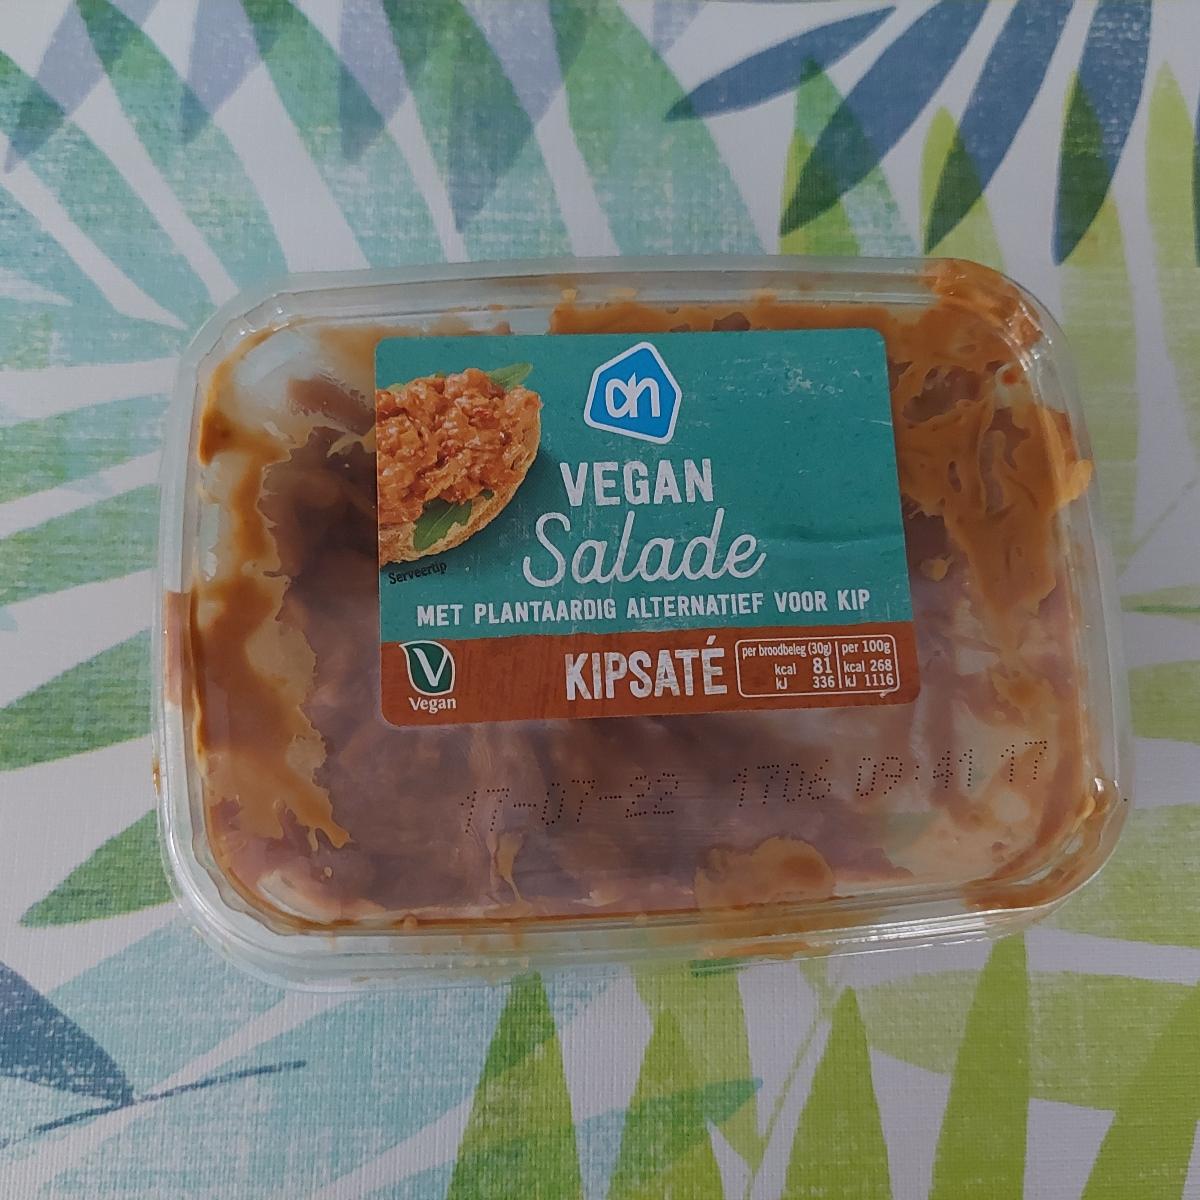 ah
VEGAN
Salade
Serveertip
MET PLANTAARDIG ALTERNATIEF VOOR KIP
V
Vegan
KIPSATÉ
per broodbeleg (30g) per 100g
kcal 81 kcal 268
kJ 336 kJ 1116
17-07-22 1706 09:41 17